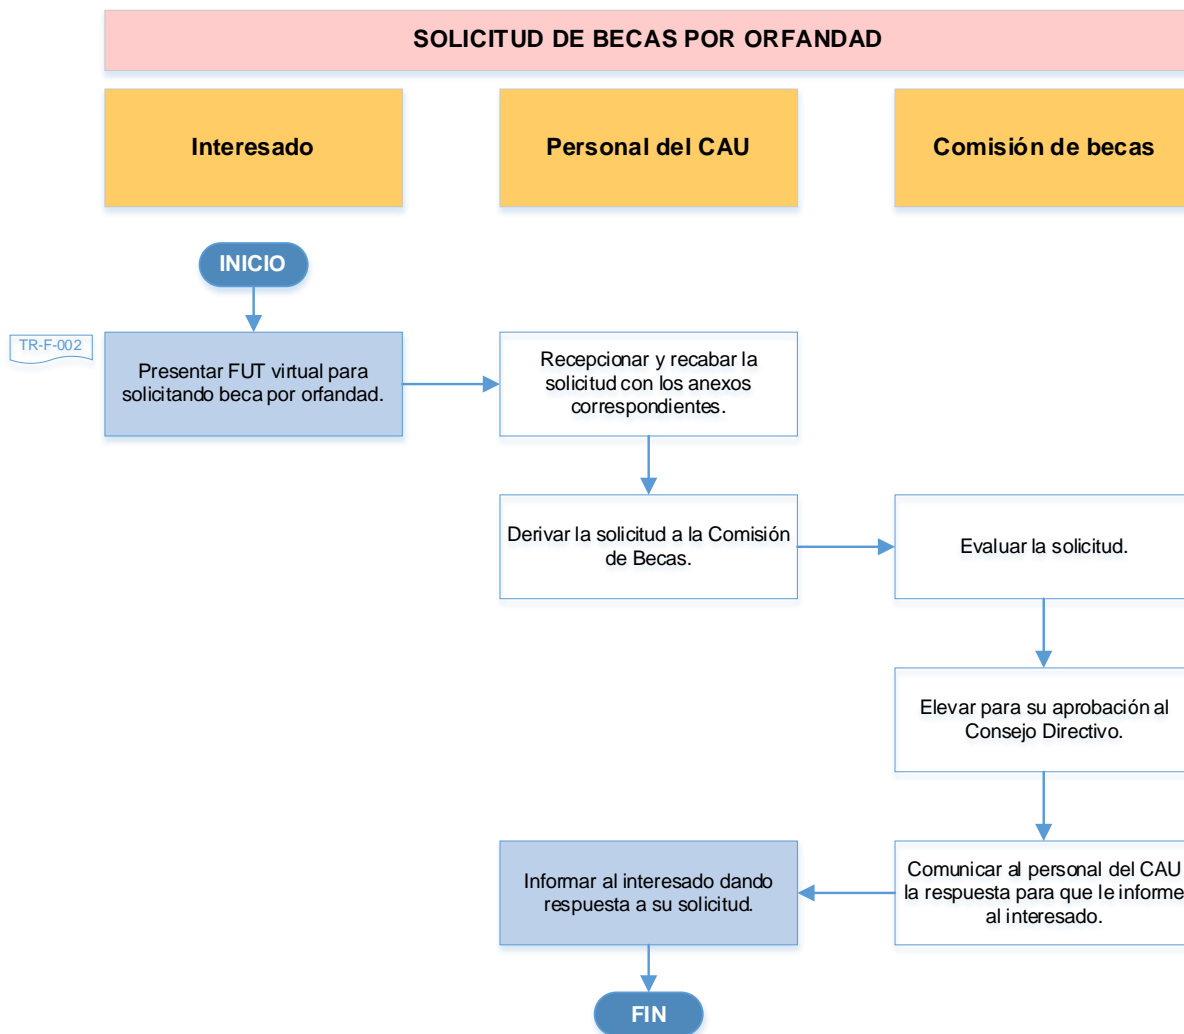 SOLICITUD DE BECAS POR ORFANDAD
Interesado
Personal del CAU
Comisión de becas
INICIO
TR-F-002
Presentar FUT virtual para
solicitando beca por orfandad.
Recepcionar y recabar la
solicitud con los anexos
correspondientes.
Derivar la solicitud a la Comisión
de Becas.
Evaluar la solicitud.
Elevar para su aprobación al
Consejo Directivo.
Comunicar al personal del CAU
la respuesta para que le informe
al interesado.
Informar al interesado dando
respuesta a su solicitud.
FIN